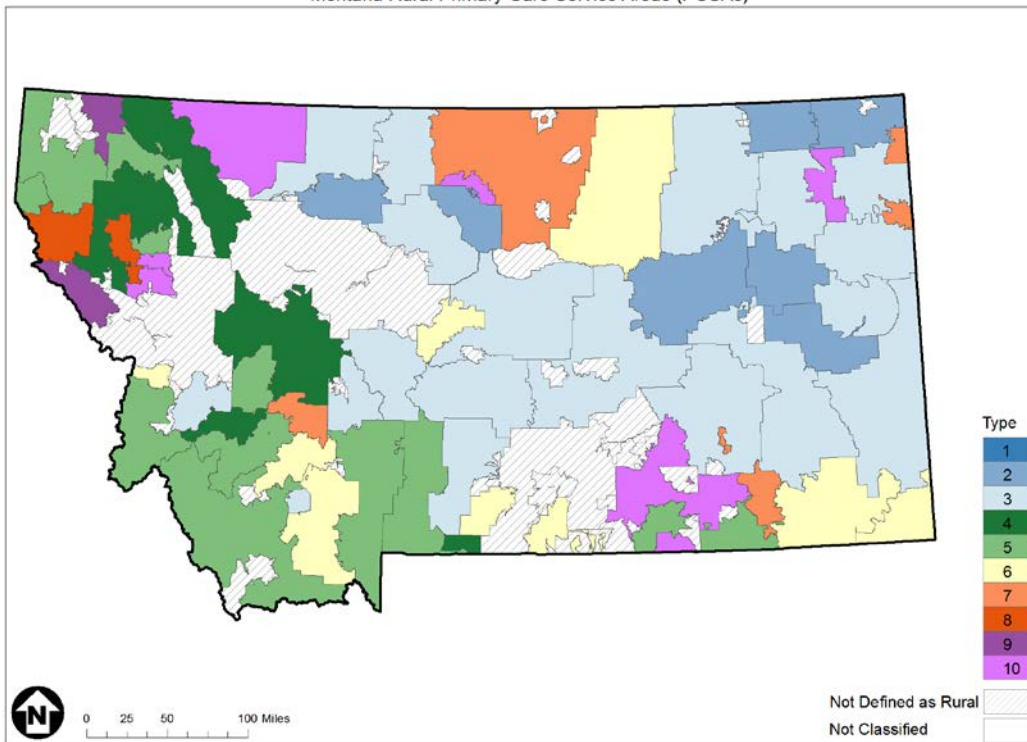 Montana Rural Primary Care Service Areas (PCSAs)
Type
1
2
3
4
5
6
7
8
9
10
Not Defined as Rural
Not Classified
N
0 25 50 100 Miles